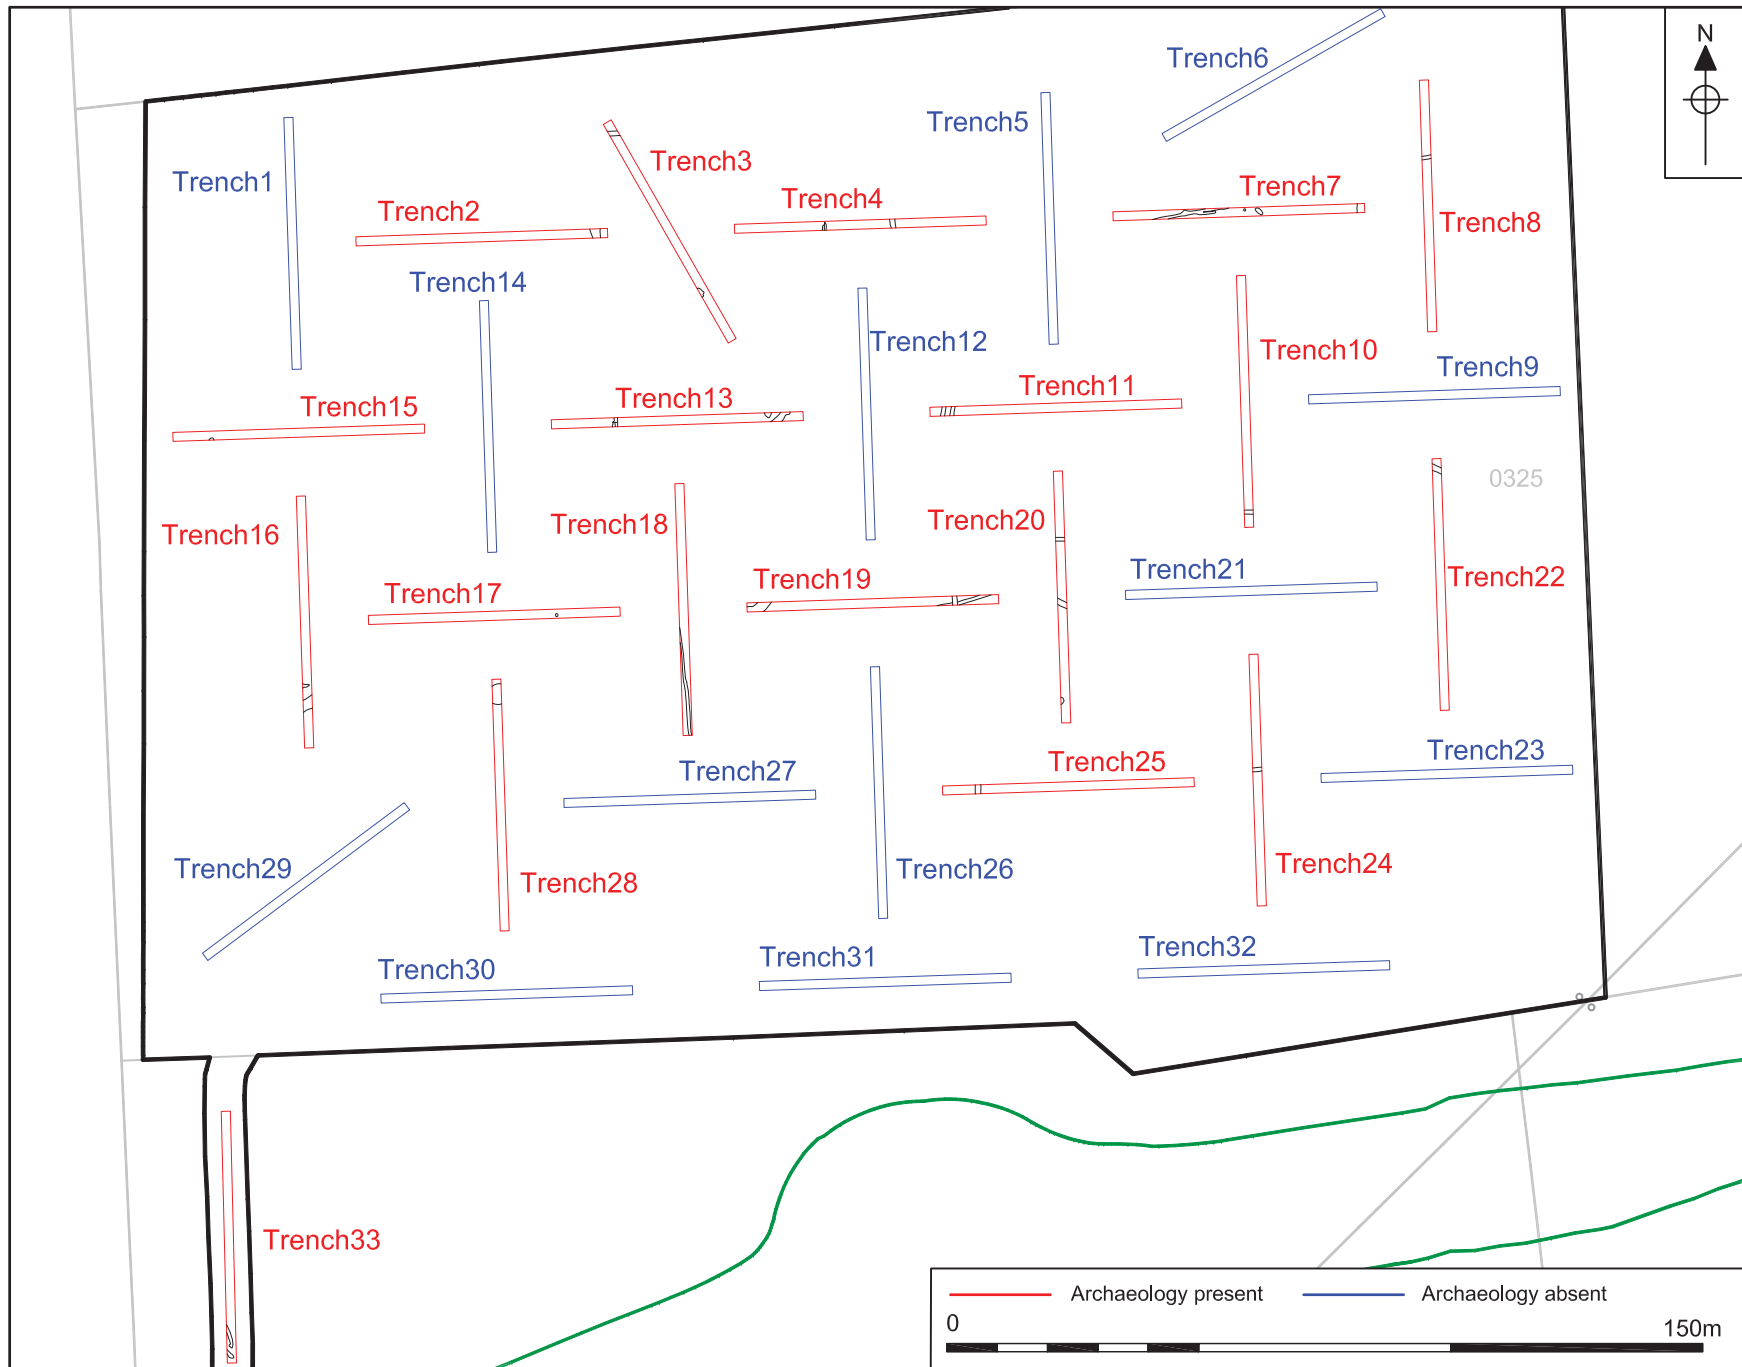 N
Trench6
Trench5
Trench3
Trench1
Trench7
Trench4
Trench2
Trench8
Trench14
Trench12
Trench10
Trench9
Trench11
Trench13
Trench15
0325
Trench20
Trench18
Trench16
Trench21
Trench22
Trench19
Trench17
Trench23
Trench25
Trench27
Trench24
Trench26
Trench29
Trench28
Trench32
Trench31
Trench30
Trench33
Archaeology present
Archaeology absent
0
150m